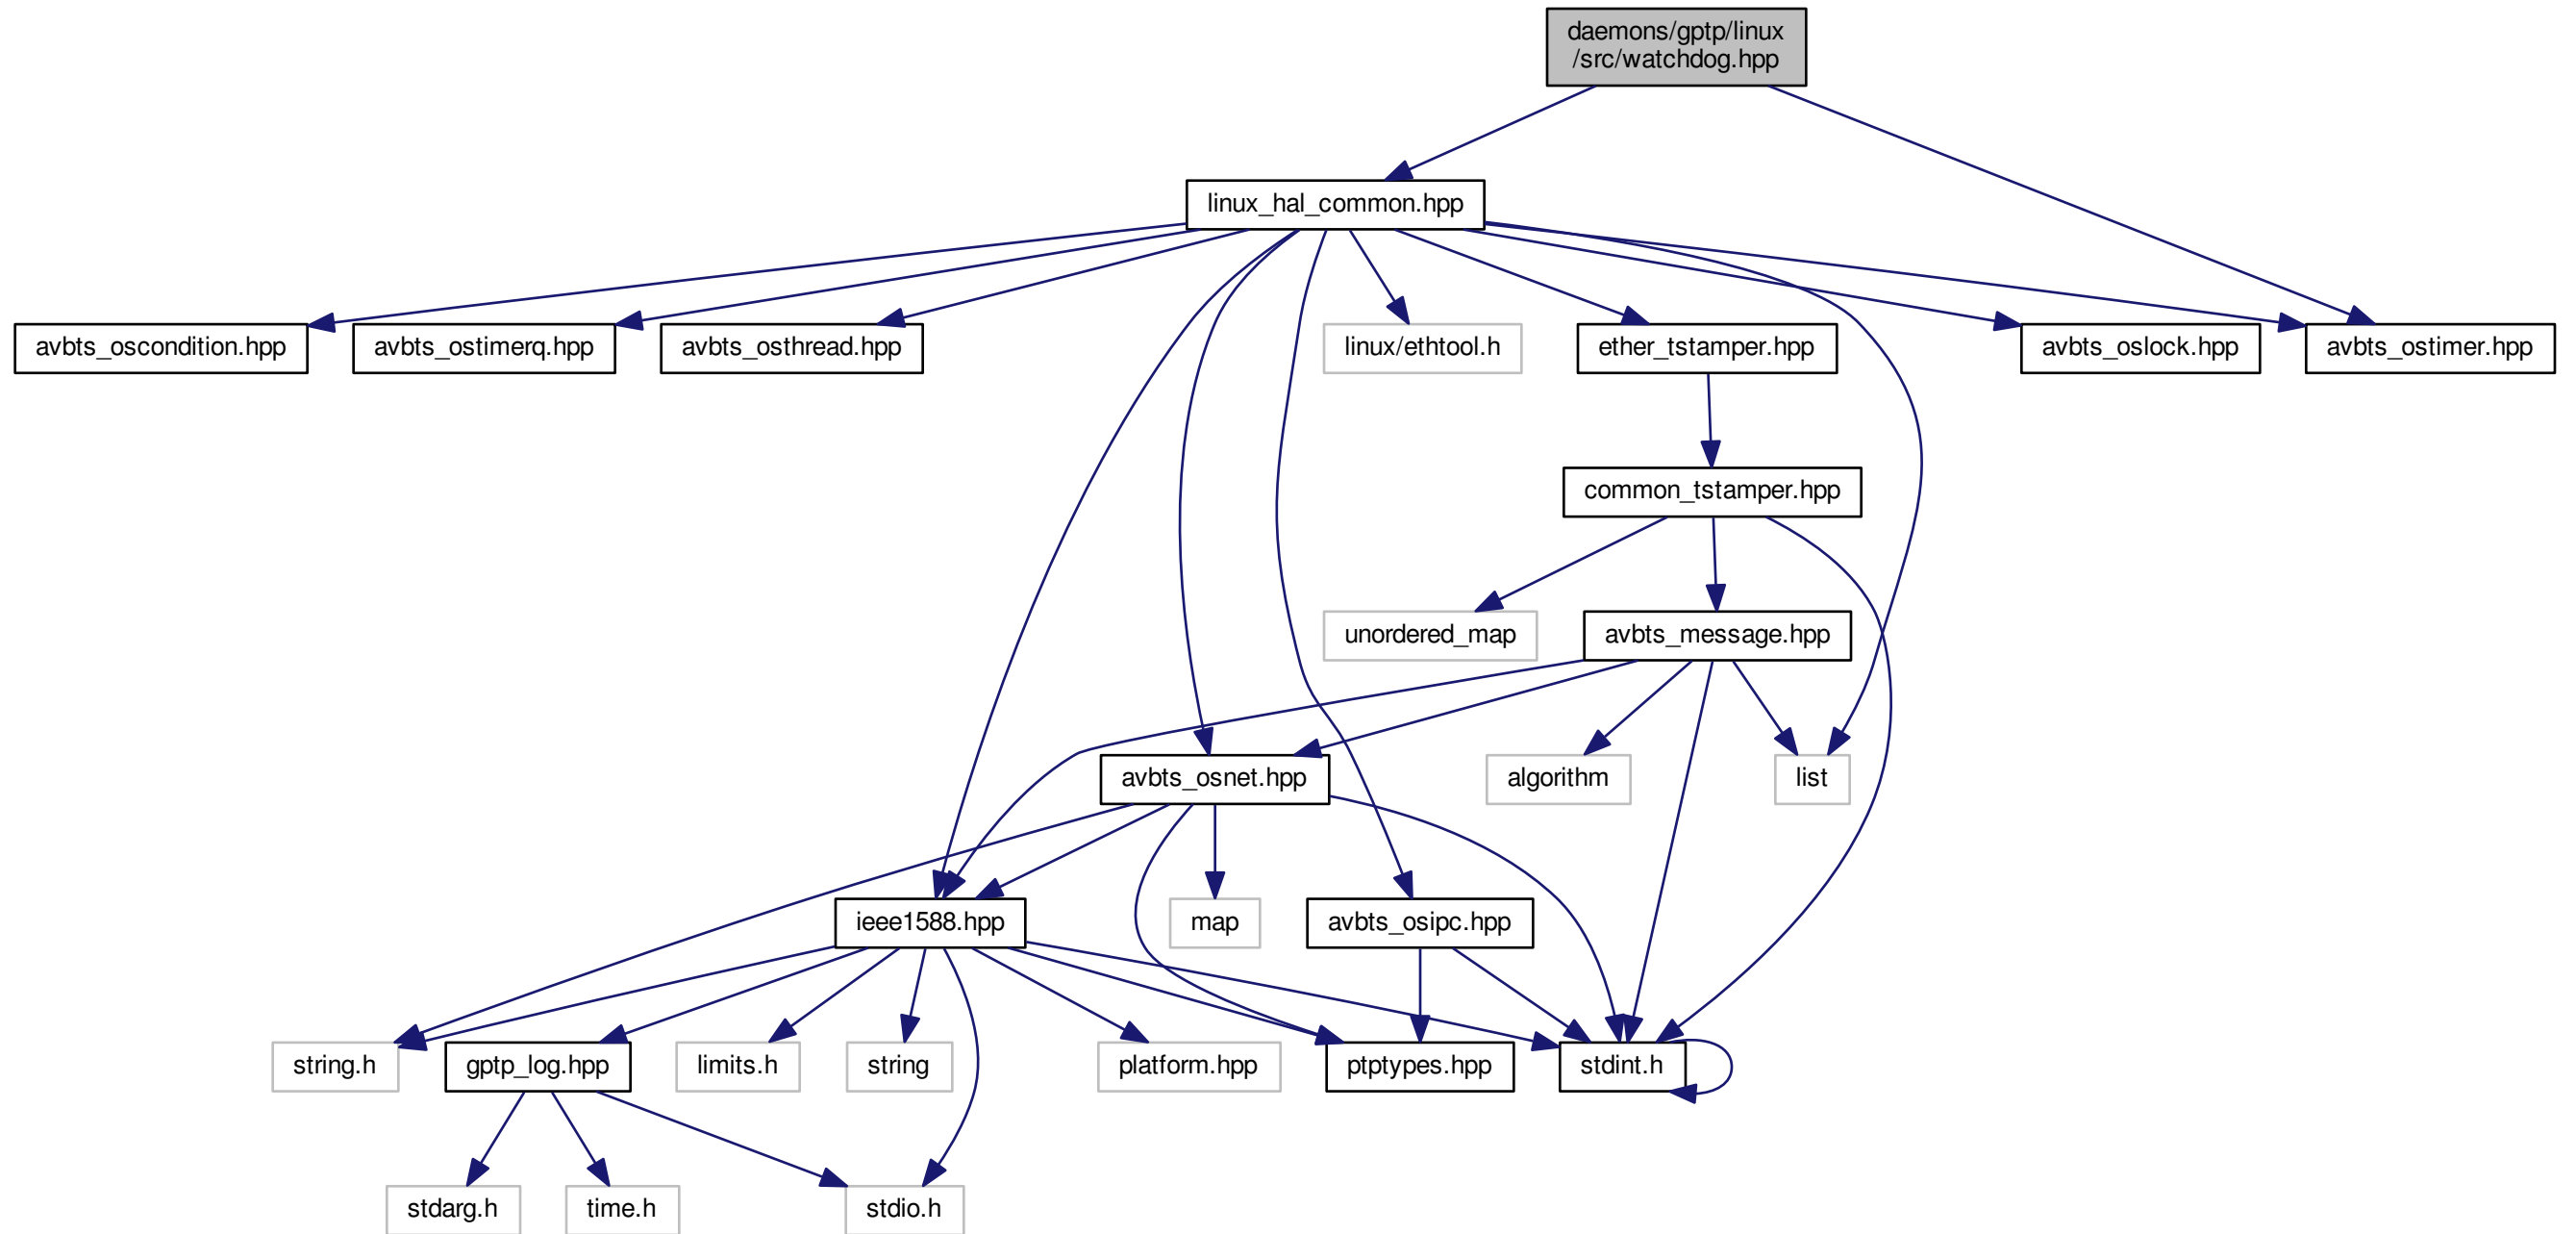 daemons/gptp/linux
/src/watchdog.hpp
linux_hal_common.hpp
avbts_oscondition.hpp
avbts_ostimerq.hpp
avbts_osthread.hpp
linux/ethtool.h
ether_tstamper.hpp
avbts_oslock.hpp
avbts_ostimer.hpp
common_tstamper.hpp
unordered_map
avbts_message.hpp
avbts_osnet.hpp
algorithm
list
ieee1588.hpp
map
avbts_osipc.hpp
string.h
gptp_log.hpp
limits.h
string
platform.hpp
ptptypes.hpp
stdint.h
stdarg.h
time.h
stdio.h